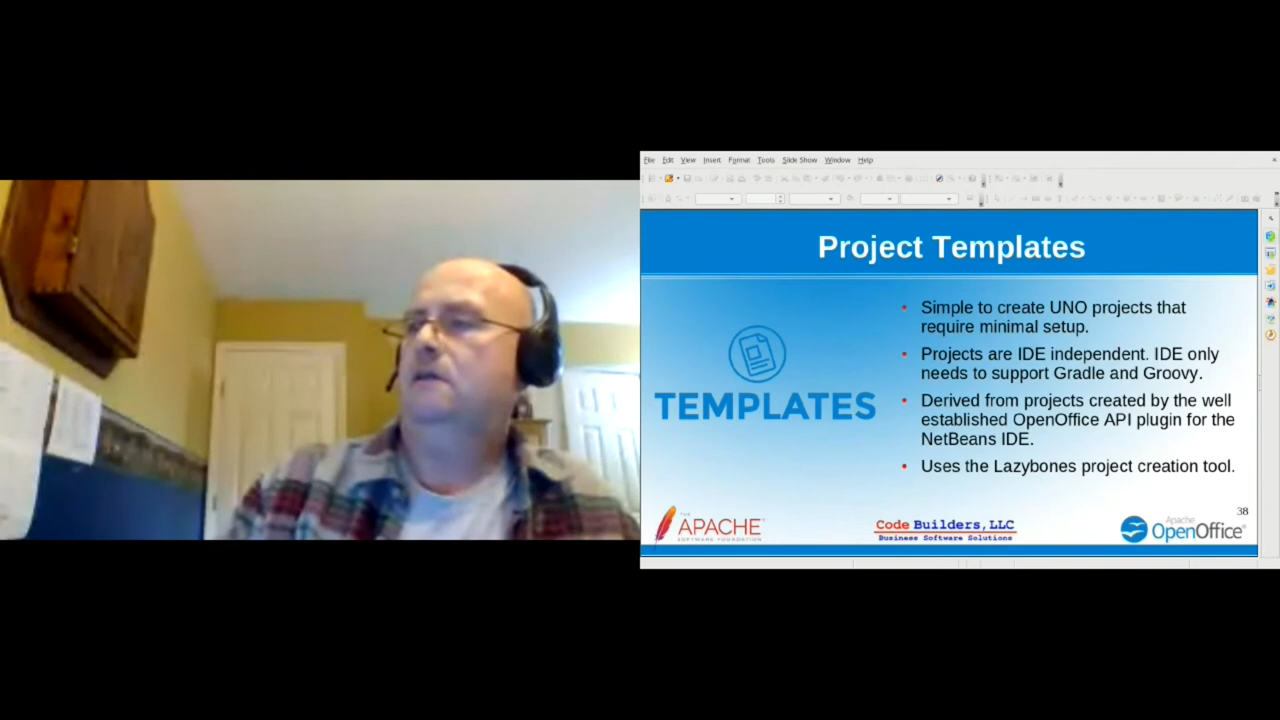 File Edit View Insert Format Tools Slide Show Window Help
Project Templates
• Simple to create UNO projects that
require minimal setup.
• Projects are IDE independent. IDE only
needs to support Gradle and Groovy.
TEMPLATES
• Derived from projects created by the well
established OpenOffice API plugin for the
NetBeans IDE.
• Uses the Lazybones project creation tool.
38
THE
APACHE
SOFTWARE FOUNDATION
Code Builders, LLC
Business Software Solutions
Apache
OpenOffice